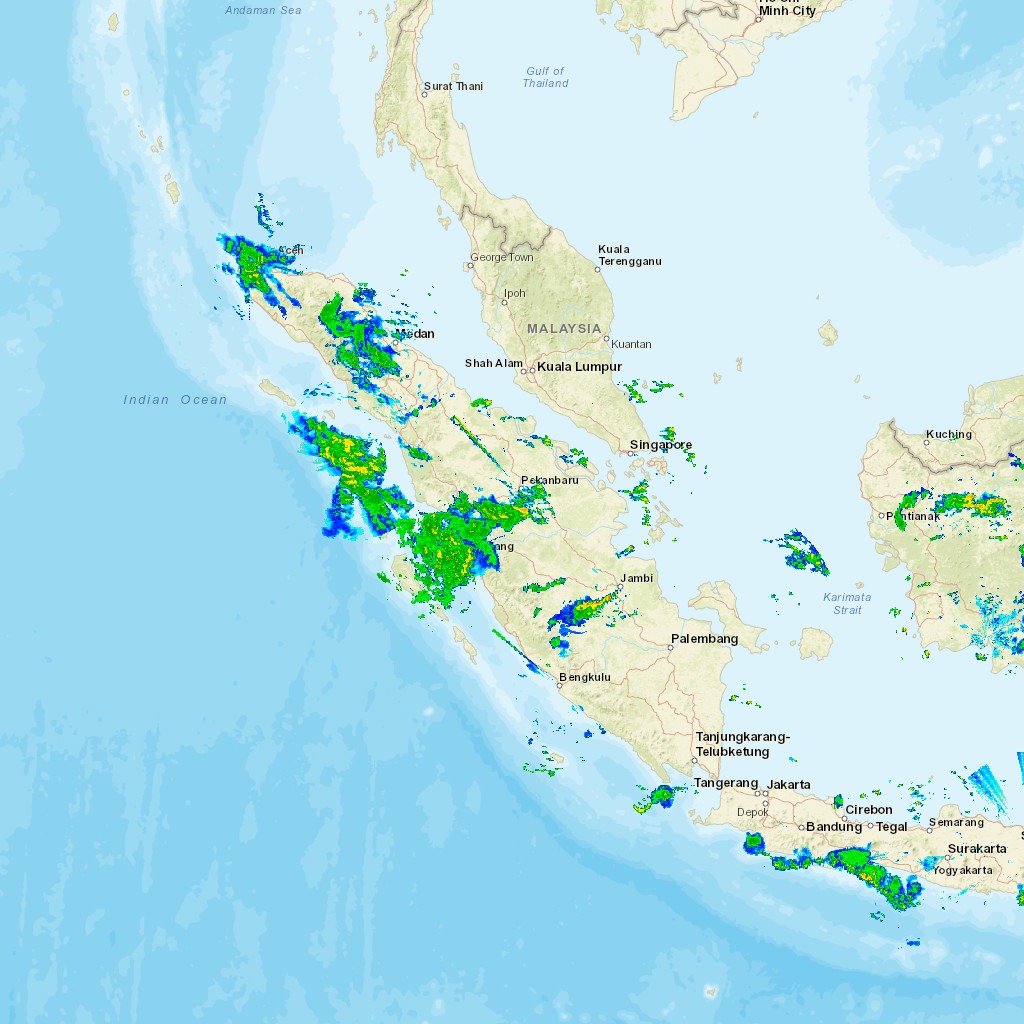 Andaman Sea
Minh City
Gulf of
Thailand
Surat Thani
Kuala
Terengganu
Aceh
George Town
Ipoh
MALAYSIA
Kuantan
Medan
Shah Alam
Kuala Lumpur
Indian Ocean
Kuching
Singapore
Pekanbaru
Pontianak
Jambi
Karimata
Strait
Palembang
Bengkulu
Tanjungkarang-
Telubketung
Tangerang
Jakarta
Depok
Cirebon
Bandung
Tegal
Semarang
Surakarta
Yogyakarta